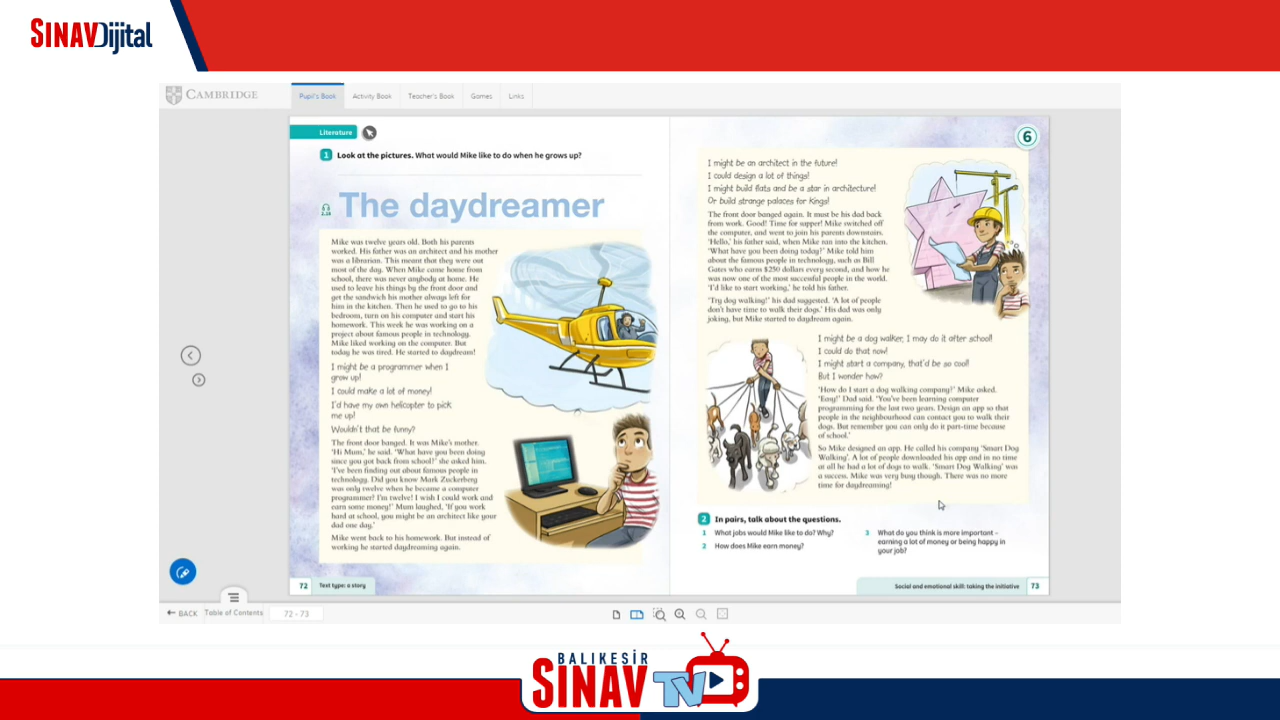 SINAVDijital
CAMBRIDGE
Pupil's Book
Activity Book
Teacher's Book
Games
Links
Literature
1 Look at the pictures. What would Mike like to do when he grows up?
The daydreamer
Mike was twelve years old. Both his parents
worked. His father was an architect and his mother
was a librarian. This meant that they were out
most of the day. When Mike came home from
school, there was never anybody at home. He
used to leave his things by the front door and
get the sandwich his mother always left for
him in the kitchen. Then he used to go to his
bedroom, turn on his computer and start his
homework. This week he was working on a
project about famous people in technology.
Mike liked working on the computer. But
today he was tired. He started to daydream!
I might be a programmer when I
grow up!
I could make a lot of money!
I'd have my own helicopter to pick
me up!
Wouldn't that be funny?
The front door banged. It was Mike's mother.
'Hi Mum,' he said. 'What have you been doing
since you got back from school?' she asked him.
'I've been finding out about famous people in
technology. Did you know Mark Zuckerberg
was only twelve when he became a computer
programmer? I'm twelve! I wish I could work and
earn some money!' Mum laughed, 'If you work
hard at school, you might be an architect like your
dad one day.'
Mike went back to his homework. But instead of
working he started daydreaming again.
72 Text type: a story
6
I might be an architect in the future!
I could design a lot of things!
I might build flats and be a star in architecture!
Or build strange palaces for Kings!
The front door banged again. It must be his dad back
from work. Good! Time for supper! Mike switched off
the computer, and went to join his parents downstairs.
'Hello,' his father said, when Mike ran into the kitchen.
'What have you been doing today?' Mike told him
about the famous people in technology, such as Bill
Gates who earns $250 dollars every second, and how he
was now one of the most successful people in the world.
'I'd like to start working,' he told his father.
'Try dog walking!' his dad suggested. 'A lot of people
don't have time to walk their dogs.' His dad was only
joking, but Mike started to daydream again.
I might be a dog walker, I may do it after school!
I could do that now!
I might start a company, that'd be so cool!
But I wonder how?
'How do I start a dog walking company?' Mike asked.
'Easy!' Dad said. 'You've been learning computer
programming for the last two years. Design an app so that
people in the neighbourhood can contact you to walk their
dogs. But remember you can only do it part-time because
of school.'
So Mike designed an app. He called his company 'Smart Dog
Walking'. A lot of people downloaded his app and in no time
at all he had a lot of dogs to walk. 'Smart Dog Walking' was
a success. Mike was very busy though. There was no more
time for daydreaming!
2 In pairs, talk about the questions.
1 What jobs would Mike like to do? Why?
2 How does Mike earn money?
3 What do you think is more important –
earning a lot of money or being happy in
your job?
Social and emotional skill: taking the initiative 73
BACK
Table of Contents
72 - 73
BALIKESİR
SINAV TV